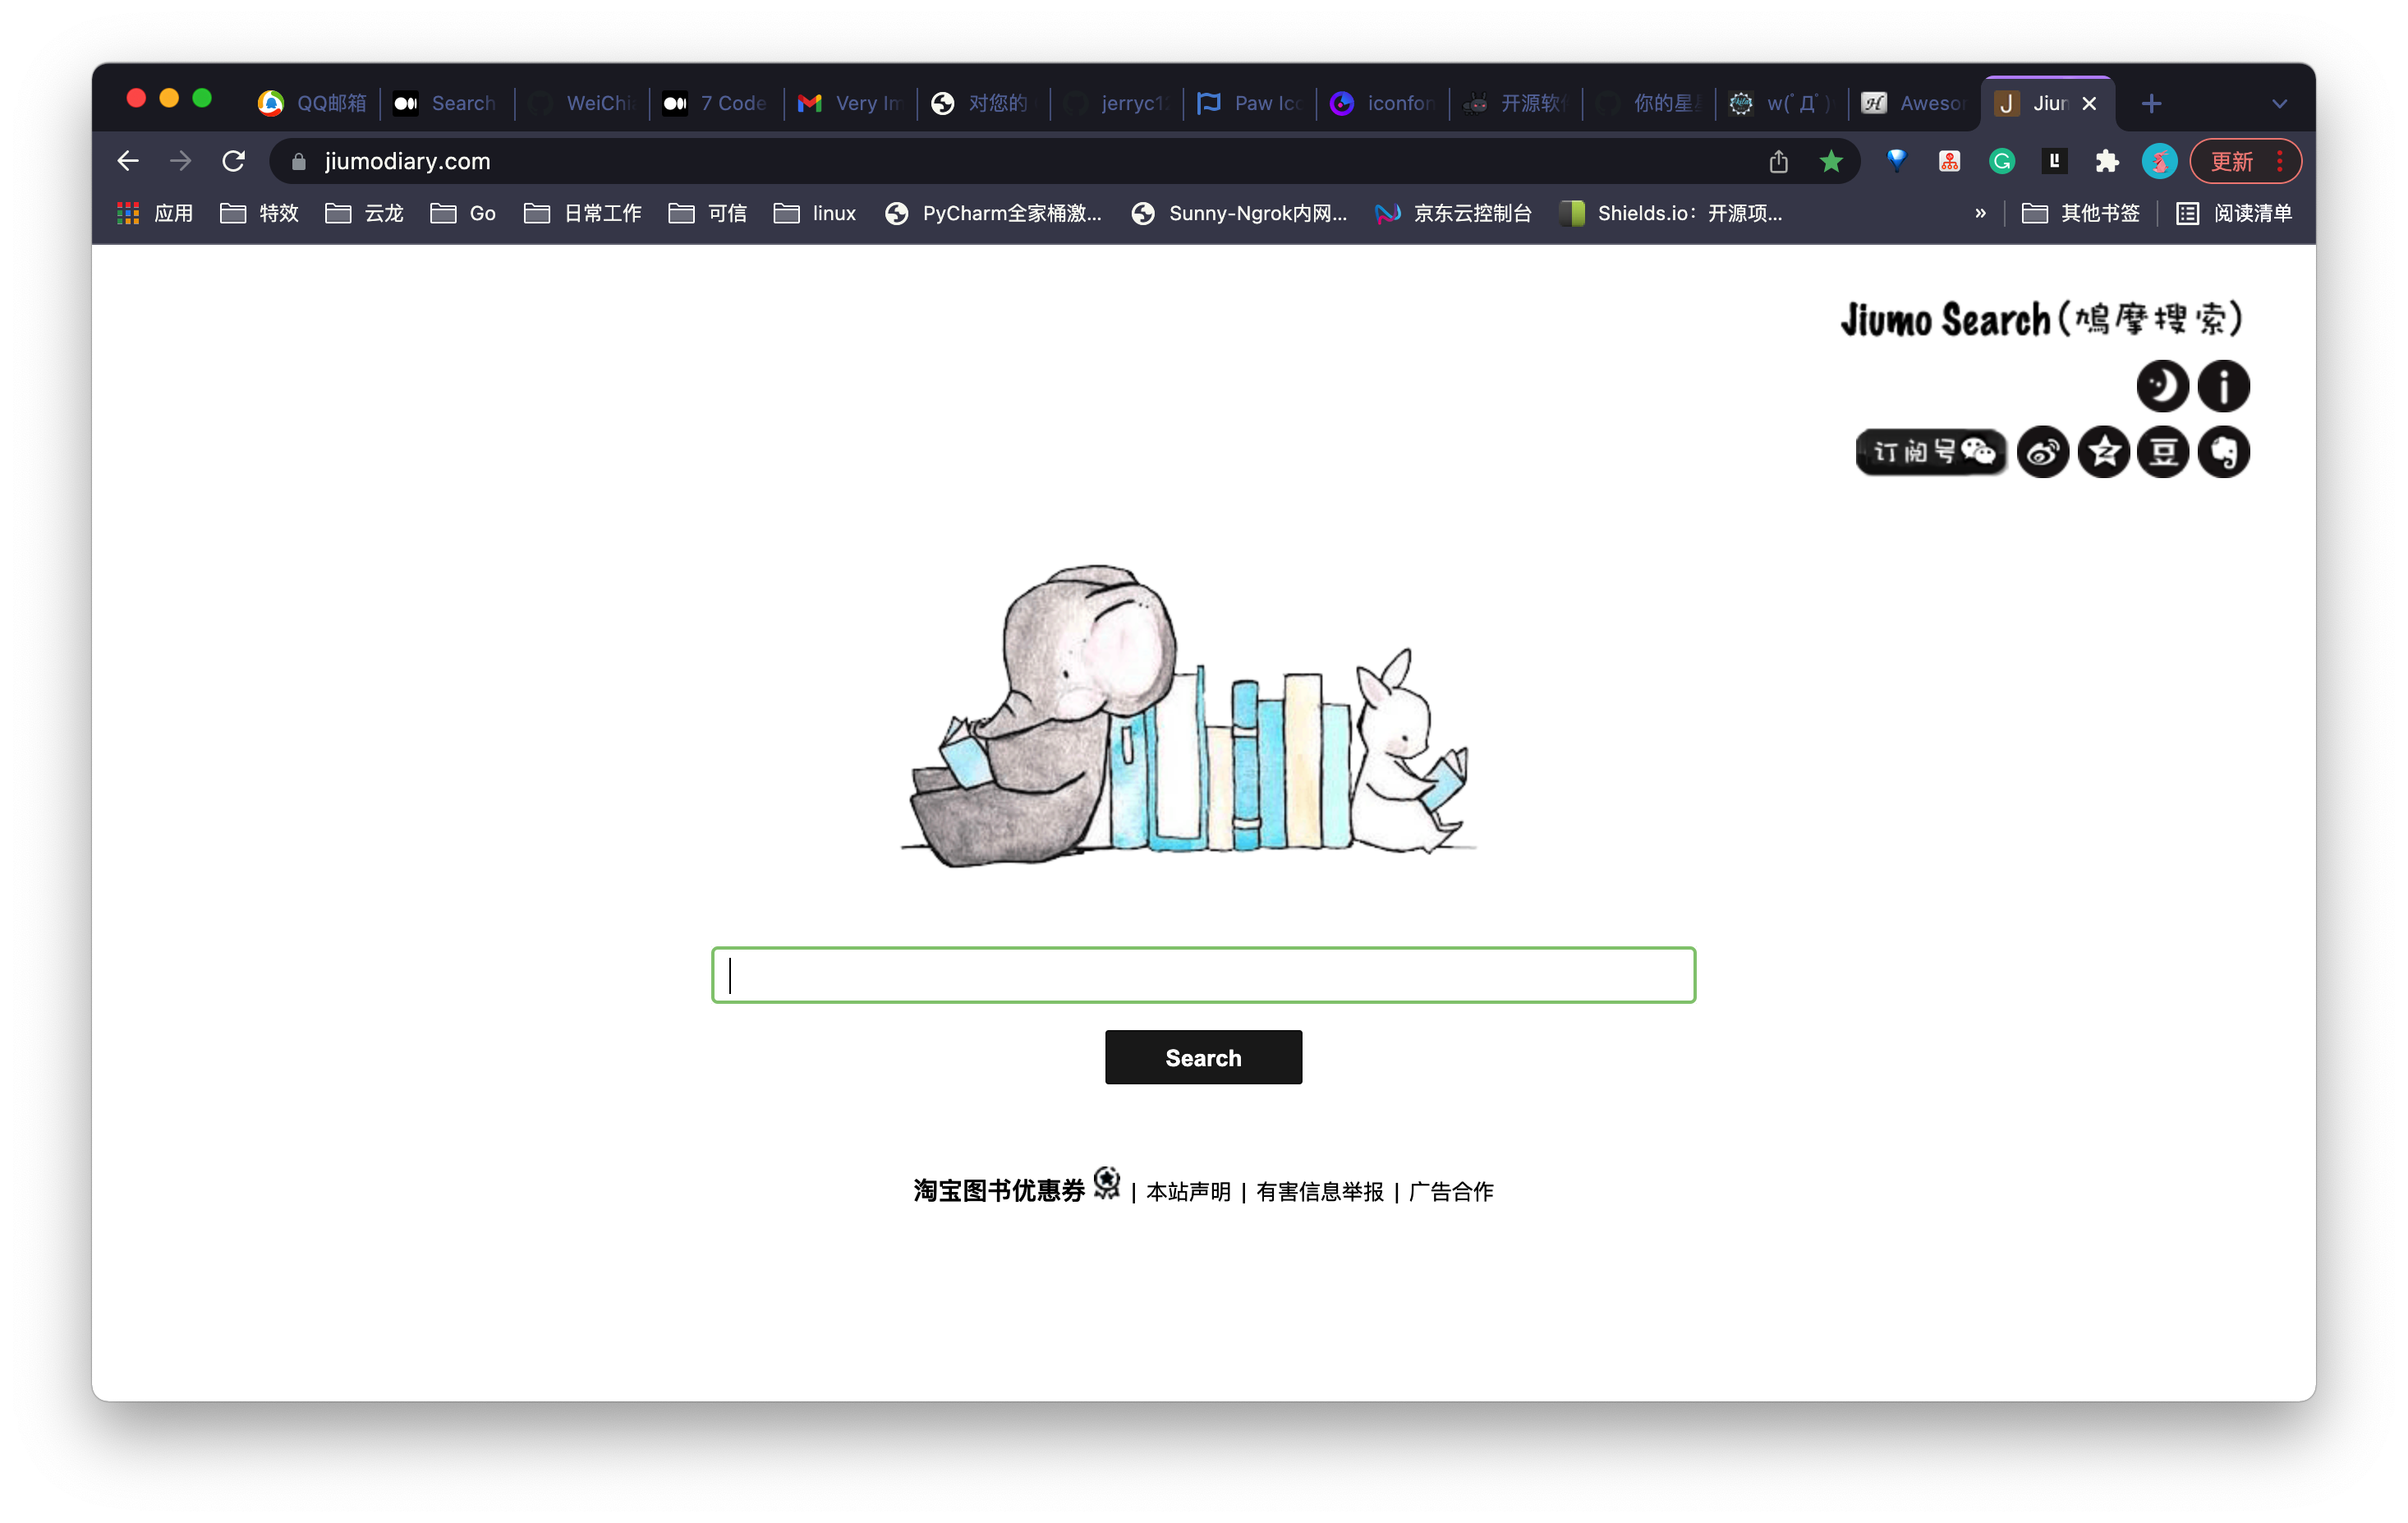 QQ邮箱 Search WeiChi 7 Code Very Im 对您的 jerryc1 Paw Ico iconfon 开源软 你的星 w(ﾟДﾟ) Aweso Jiun
jiumodiary.com 更新
应用 特效 云龙 Go 日常工作 可信 linux PyCharm全家桶激... Sunny-Ngrok内网... 京东云控制台 Shields.io：开源项... » 其他书签 阅读清单
Jiumo Search(鸠摩搜索)
订阅号
Search
淘宝图书优惠券 | 本站声明 | 有害信息举报 | 广告合作